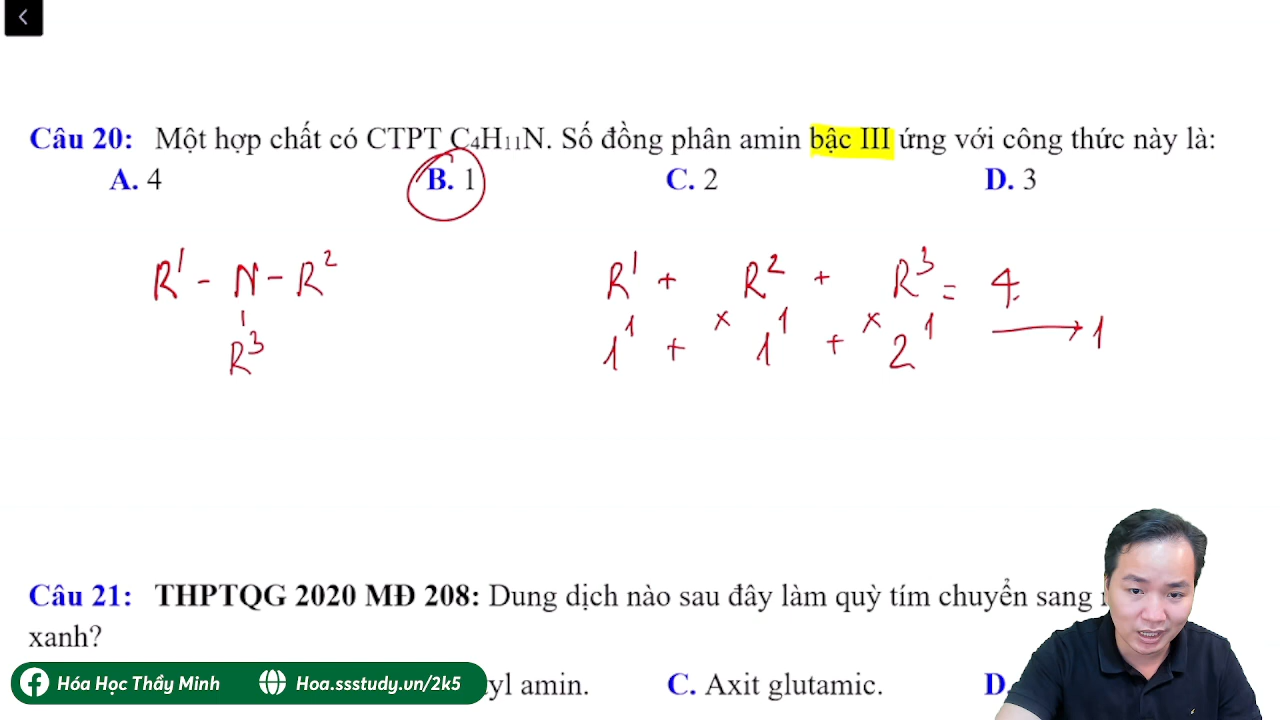 Câu 20: Một hợp chất có CTPT C₄H₁₁N. Số đồng phân amin bậc III ứng với công thức này là:
A. 4 B. 1 C. 2 D. 3
R¹ - N - R² R¹ + R² + R³ = 4
R³ 1¹ + × 1¹ + × 2¹ → 1
Câu 21: THPTQG 2020 MĐ 208: Dung dịch nào sau đây làm quỳ tím chuyển sang
xanh?
yl amin. C. Axit glutamic. D.
Hóa Học Thầy Minh Hoa.ssstudy.vn/2k5